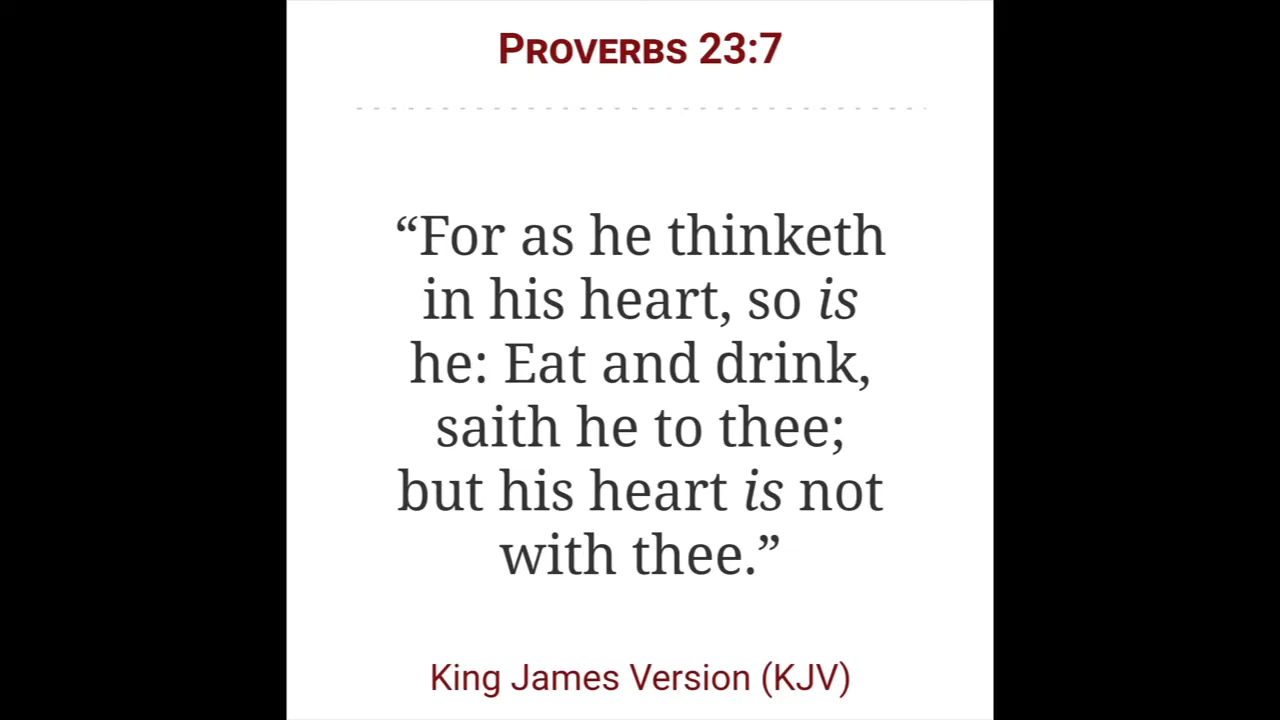 PROVERBS 23:7
“For as he thinketh
in his heart, so is
he: Eat and drink,
saith he to thee;
but his heart is not
with thee.”
King James Version (KJV)